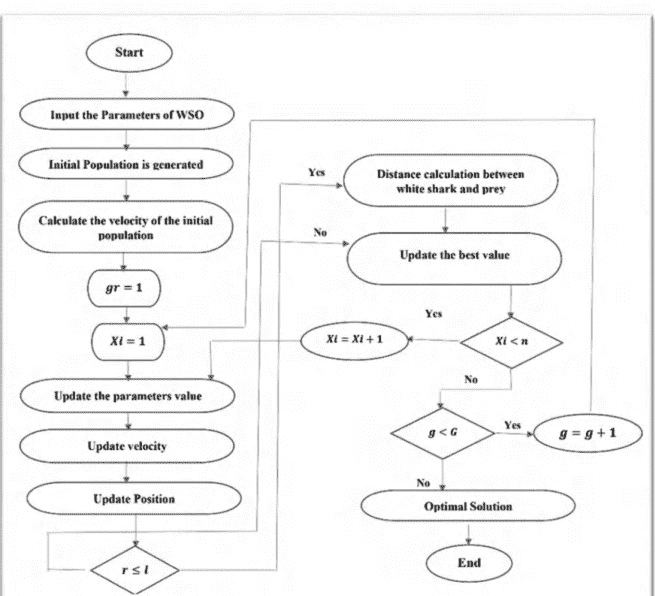 Start
Input the Parameters of WSO
Initial Population is generated
Calculate the velocity of the initial
population
gr = 1
Xi = 1
Update the parameters value
Update velocity
Update Position
r ≤ l
Yes
No
Distance calculation between
white shark and prey
Update the best value
Yes
Xi < n
Xi = Xi + 1
No
g < G
Yes
g = g + 1
No
Optimal Solution
End